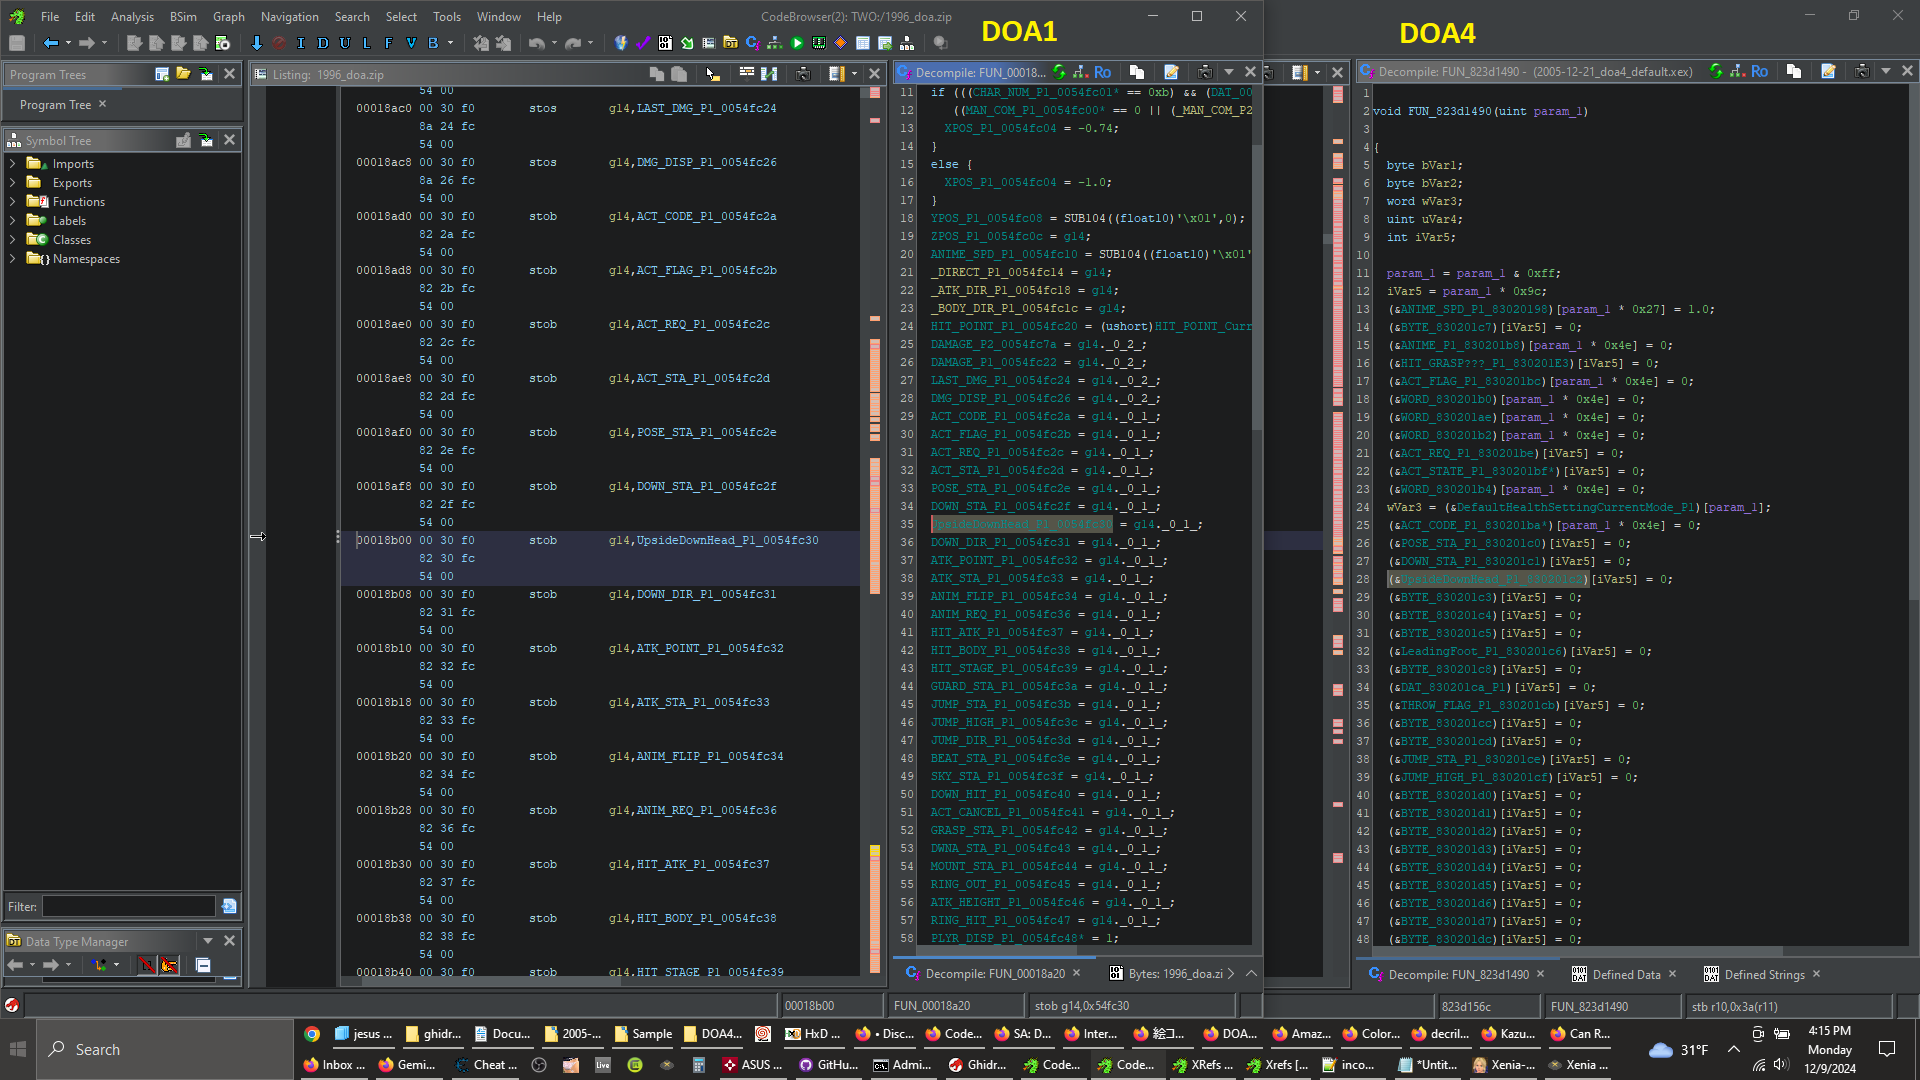 File Edit Analysis BSim Graph Navigation Search Select Tools Window Help
CodeBrowser(2): TWO:/1996_doa.zip
DOA1
DOA4
I D U L F V B
Program Trees
Program Tree
Symbol Tree
Imports
Exports
Functions
Labels
Classes
Namespaces
Filter:
Data Type Manager
Listing: 1996_doa.zip
54 00
00018ac0 00 30 f0 stos g14,LAST_DMG_P1_0054fc24
8a 24 fc
54 00
00018ac8 00 30 f0 stos g14,DMG_DISP_P1_0054fc26
8a 26 fc
54 00
00018ad0 00 30 f0 stob g14,ACT_CODE_P1_0054fc2a
82 2a fc
54 00
00018ad8 00 30 f0 stob g14,ACT_FLAG_P1_0054fc2b
82 2b fc
54 00
00018ae0 00 30 f0 stob g14,ACT_REQ_P1_0054fc2c
82 2c fc
54 00
00018ae8 00 30 f0 stob g14,ACT_STA_P1_0054fc2d
82 2d fc
54 00
00018af0 00 30 f0 stob g14,POSE_STA_P1_0054fc2e
82 2e fc
54 00
00018af8 00 30 f0 stob g14,DOWN_STA_P1_0054fc2f
82 2f fc
54 00
00018b00 00 30 f0 stob g14,UpsideDownHead_P1_0054fc30
82 30 fc
54 00
00018b08 00 30 f0 stob g14,DOWN_DIR_P1_0054fc31
82 31 fc
54 00
00018b10 00 30 f0 stob g14,ATK_POINT_P1_0054fc32
82 32 fc
54 00
00018b18 00 30 f0 stob g14,ATK_STA_P1_0054fc33
82 33 fc
54 00
00018b20 00 30 f0 stob g14,ANIM_FLIP_P1_0054fc34
82 34 fc
54 00
00018b28 00 30 f0 stob g14,ANIM_REQ_P1_0054fc36
82 36 fc
54 00
00018b30 00 30 f0 stob g14,HIT_ATK_P1_0054fc37
82 37 fc
54 00
00018b38 00 30 f0 stob g14,HIT_BODY_P1_0054fc38
82 38 fc
54 00
00018b40 00 30 f0 stob g14,HIT_STAGE_P1_0054fc39
Decompile: FUN_00018... Ro
11 if (((CHAR_NUM_P1_0054fc01* == 0xb) && (DAT_00
12 ((MAN_COM_P1_0054fc00* == 0 || (_MAN_COM_P2
13 XPOS_P1_0054fc04 = -0.74;
14 }
15 else {
16 XPOS_P1_0054fc04 = -1.0;
17 }
18 YPOS_P1_0054fc08 = SUB104((float10)'\x01',0);
19 ZPOS_P1_0054fc0c = g14;
20 ANIME_SPD_P1_0054fc10 = SUB104((float10)'\x01'
21 _DIRECT_P1_0054fc14 = g14;
22 _ATK_DIR_P1_0054fc18 = g14;
23 _BODY_DIR_P1_0054fc1c = g14;
24 HIT_POINT_P1_0054fc20 = (ushort)HIT_POINT_Curr
25 DAMAGE_P2_0054fc7a = g14._0_2_;
26 DAMAGE_P1_0054fc22 = g14._0_2_;
27 LAST_DMG_P1_0054fc24 = g14._0_2_;
28 DMG_DISP_P1_0054fc26 = g14._0_2_;
29 ACT_CODE_P1_0054fc2a = g14._0_1_;
30 ACT_FLAG_P1_0054fc2b = g14._0_1_;
31 ACT_REQ_P1_0054fc2c = g14._0_1_;
32 ACT_STA_P1_0054fc2d = g14._0_1_;
33 POSE_STA_P1_0054fc2e = g14._0_1_;
34 DOWN_STA_P1_0054fc2f = g14._0_1_;
35 UpsideDownHead_P1_0054fc30 = g14._0_1_;
36 DOWN_DIR_P1_0054fc31 = g14._0_1_;
37 ATK_POINT_P1_0054fc32 = g14._0_1_;
38 ATK_STA_P1_0054fc33 = g14._0_1_;
39 ANIM_FLIP_P1_0054fc34 = g14._0_1_;
40 ANIM_REQ_P1_0054fc36 = g14._0_1_;
41 HIT_ATK_P1_0054fc37 = g14._0_1_;
42 HIT_BODY_P1_0054fc38 = g14._0_1_;
43 HIT_STAGE_P1_0054fc39 = g14._0_1_;
44 GUARD_STA_P1_0054fc3a = g14._0_1_;
45 JUMP_STA_P1_0054fc3b = g14._0_1_;
46 JUMP_HIGH_P1_0054fc3c = g14._0_1_;
47 JUMP_DIR_P1_0054fc3d = g14._0_1_;
48 BEAT_STA_P1_0054fc3e = g14._0_1_;
49 SKY_STA_P1_0054fc3f = g14._0_1_;
50 DOWN_HIT_P1_0054fc40 = g14._0_1_;
51 ACT_CANCEL_P1_0054fc41 = g14._0_1_;
52 GRASP_STA_P1_0054fc42 = g14._0_1_;
53 DWNA_STA_P1_0054fc43 = g14._0_1_;
54 MOUNT_STA_P1_0054fc44 = g14._0_1_;
55 RING_OUT_P1_0054fc45 = g14._0_1_;
56 ATK_HEIGHT_P1_0054fc46 = g14._0_1_;
57 RING_HIT_P1_0054fc47 = g14._0_1_;
58 PLYR_DISP_P1_0054fc48* = 1;
Decompile: FUN_00018a20
Bytes: 1996_doa.zi
Decompile: FUN_823d1490 - (2005-12-21_doa4_default.xex) Ro
1
2 void FUN_823d1490(uint param_1)
3
4 {
5 byte bVar1;
6 byte bVar2;
7 word wVar3;
8 uint uVar4;
9 int iVar5;
10
11 param_1 = param_1 & 0xff;
12 iVar5 = param_1 * 0x9c;
13 (&ANIME_SPD_P1_83020198)[param_1 * 0x27] = 1.0;
14 (&BYTE_830201c7)[iVar5] = 0;
15 (&ANIME_P1_830201b8)[param_1 * 0x4e] = 0;
16 (&HIT_GRASP???_P1_830201E3)[iVar5] = 0;
17 (&ACT_FLAG_P1_830201bc)[param_1 * 0x4e] = 0;
18 (&WORD_830201b0)[param_1 * 0x4e] = 0;
19 (&WORD_830201ae)[param_1 * 0x4e] = 0;
20 (&WORD_830201b2)[param_1 * 0x4e] = 0;
21 (&ACT_REQ_P1_830201be)[iVar5] = 0;
22 (&ACT_STATE_P1_830201bf*)[iVar5] = 0;
23 (&WORD_830201b4)[param_1 * 0x4e] = 0;
24 wVar3 = (&DefaultHealthSettingCurrentMode_P1)[param_1];
25 (&ACT_CODE_P1_830201ba*)[param_1 * 0x4e] = 0;
26 (&POSE_STA_P1_830201c0)[iVar5] = 0;
27 (&DOWN_STA_P1_830201c1)[iVar5] = 0;
28 (&UpsideDownHead_P1_830201c2)[iVar5] = 0;
29 (&BYTE_830201c3)[iVar5] = 0;
30 (&BYTE_830201c4)[iVar5] = 0;
31 (&BYTE_830201c5)[iVar5] = 0;
32 (&LeadingFoot_P1_830201c6)[iVar5] = 0;
33 (&BYTE_830201c8)[iVar5] = 0;
34 (&DAT_830201ca_P1)[iVar5] = 0;
35 (&THROW_FLAG_P1_830201cb)[iVar5] = 0;
36 (&BYTE_830201cc)[iVar5] = 0;
37 (&BYTE_830201cd)[iVar5] = 0;
38 (&JUMP_STA_P1_830201ce)[iVar5] = 0;
39 (&JUMP_HIGH_P1_830201cf)[iVar5] = 0;
40 (&BYTE_830201d0)[iVar5] = 0;
41 (&BYTE_830201d1)[iVar5] = 0;
42 (&BYTE_830201d2)[iVar5] = 0;
43 (&BYTE_830201d3)[iVar5] = 0;
44 (&BYTE_830201d4)[iVar5] = 0;
45 (&BYTE_830201d5)[iVar5] = 0;
46 (&BYTE_830201d6)[iVar5] = 0;
47 (&BYTE_830201d7)[iVar5] = 0;
48 (&BYTE_830201dc)[iVar5] = 0;
Decompile: FUN_823d1490
Defined Data
Defined Strings
00018b00 FUN_00018a20 stob g14,0x54fc30
823d156c FUN_823d1490 stb r10,0x3a(r11)
Search
jesus ... ghidr... Docu... 2005-... Sample DOA4... HxD ... • Disc... Code... SA: D... Inter... 絵コ... DOA... Amaz... Color... decril... Kazu... Can R...
Inbox ... Gemi... Cheat ... live ASUS ... GitHu... Admi... Ghidr... Code... Code... XRefs ... Xrefs [... inco... *Untit... Xenia-... Xenia ...
31°F
4:15 PM
Monday
12/9/2024